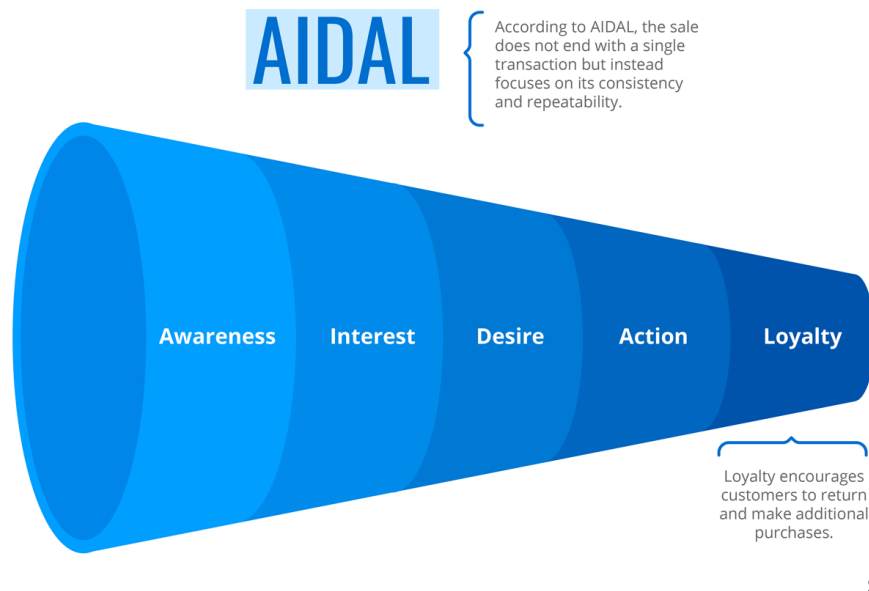 AIDAL
According to AIDAL, the sale
does not end with a single
transaction but instead
focuses on its consistency
and repeatability.
Awareness
Interest
Desire
Action
Loyalty
Loyalty encourages
customers to return
and make additional
purchases.